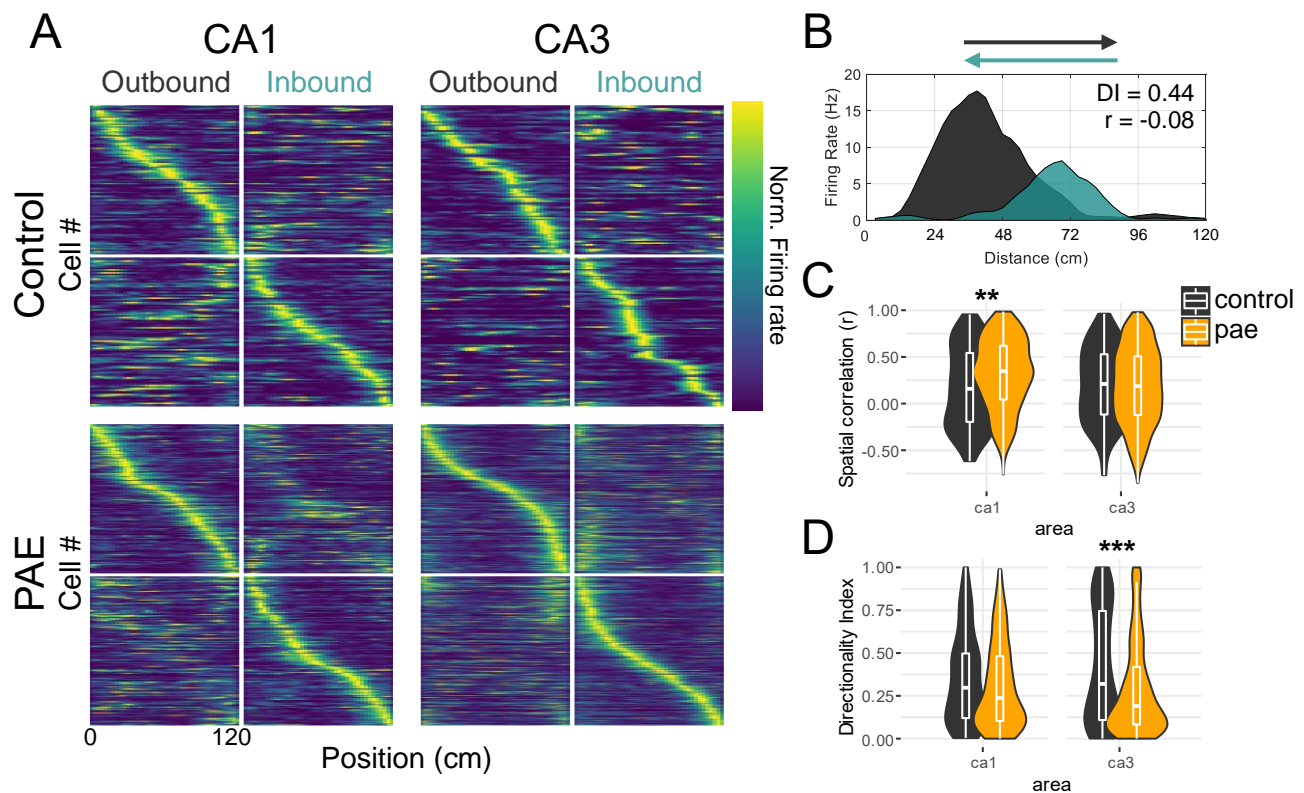 A
CA1
CA3
Outbound
Inbound
Outbound
Inbound
Control
Cell #
PAE
Cell #
Norm. Firing rate
0
120
Position (cm)
B
DI = 0.44
r = -0.08
Firing Rate (Hz)
20
15
10
5
0
0 24 48 72 96 120
Distance (cm)
C
**
control
pae
Spatial correlation (r)
1.00
0.50
0.00
-0.50
ca1 ca3
area
D
***
Directionality Index
1.00
0.75
0.50
0.25
0.00
ca1 ca3
area